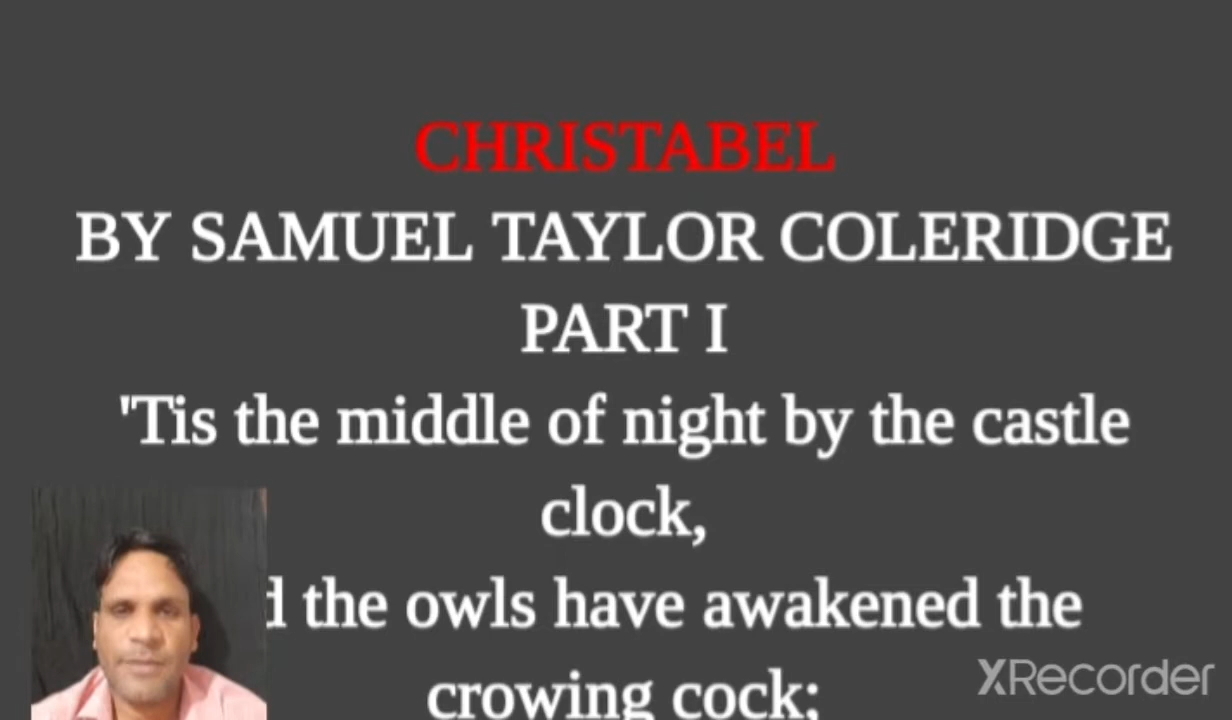 CHRISTABEL
BY SAMUEL TAYLOR COLERIDGE
PART I
'Tis the middle of night by the castle
clock,
the owls have awakened the
crowing cock;
XRecorder